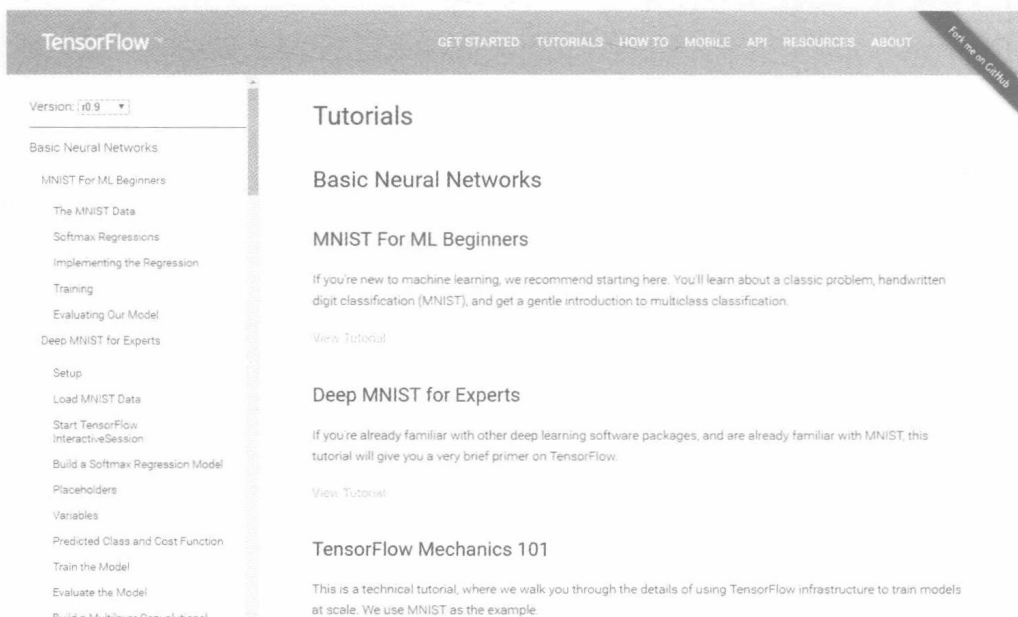 TensorFlow™
GET STARTED TUTORIALS HOW TO MOBILE API RESOURCES ABOUT
Fork me on GitHub
Version: r0.9
Basic Neural Networks
MNIST For ML Beginners
The MNIST Data
Softmax Regressions
Implementing the Regression
Training
Evaluating Our Model
Deep MNIST for Experts
Setup
Load MNIST Data
Start TensorFlow
InteractiveSession
Build a Softmax Regression Model
Placeholders
Variables
Predicted Class and Cost Function
Train the Model
Evaluate the Model
Build a Multilayer Convolutional
Tutorials
Basic Neural Networks
MNIST For ML Beginners
If you're new to machine learning, we recommend starting here. You'll learn about a classic problem, handwritten
digit classification (MNIST), and get a gentle introduction to multiclass classification.
View Tutorial
Deep MNIST for Experts
If you're already familiar with other deep learning software packages, and are already familiar with MNIST, this
tutorial will give you a very brief primer on TensorFlow.
View Tutorial
TensorFlow Mechanics 101
This is a technical tutorial, where we walk you through the details of using TensorFlow infrastructure to train models
at scale. We use MNIST as the example.